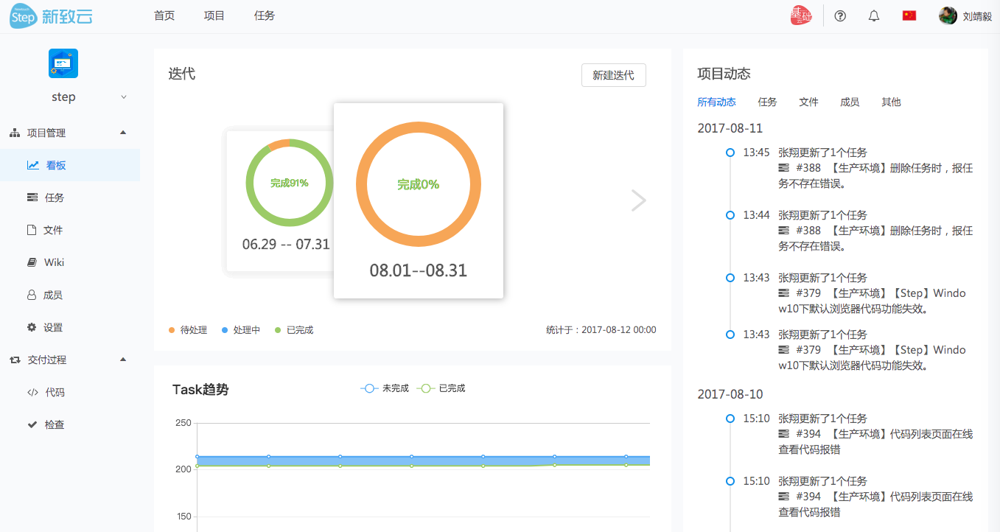 Step 新致云
首页 项目 任务
基础云
刘靖毅
step
项目管理
看板
任务
文件
Wiki
成员
设置
交付过程
代码
检查
迭代
新建迭代
完成91%
06.29 -- 07.31
完成0%
08.01--08.31
待处理 处理中 已完成
统计于：2017-08-12 00:00
Task趋势
未完成 已完成
250
200
150
项目动态
所有动态 任务 文件 成员 其他
2017-08-11
13:45 张翔更新了1个任务
#388 【生产环境】删除任务时，报任
务不存在错误。
13:44 张翔更新了1个任务
#388 【生产环境】删除任务时，报任
务不存在错误。
13:43 张翔更新了1个任务
#379 【生产环境】【Step】Windo
w10下默认浏览器代码功能失效。
13:43 张翔更新了1个任务
#379 【生产环境】【Step】Windo
w10下默认浏览器代码功能失效。
2017-08-10
15:10 张翔更新了1个任务
#394 【生产环境】代码列表页面在线
查看代码报错
15:10 张翔更新了1个任务
#394 【生产环境】代码列表页面在线
查看代码报错